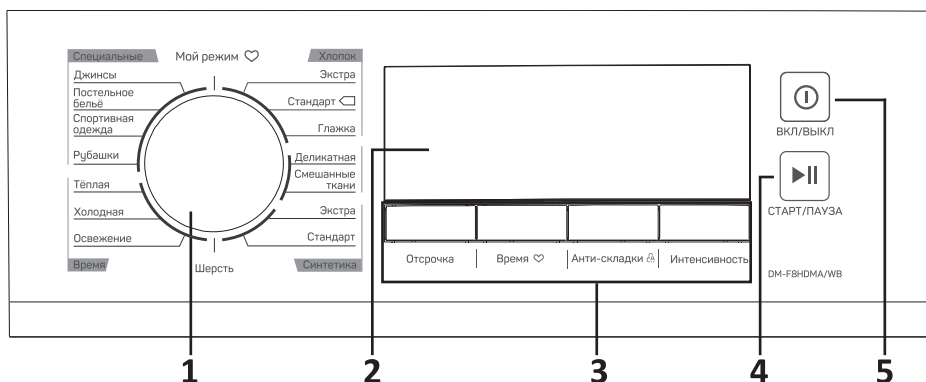 Специальные
Мой режим
Хлопок
Джинсы
Постельное
бельё
Спортивная
одежда
Рубашки
Тёплая
Холодная
Освежение
Время
Шерсть
Экстра
Стандарт
Глажка
Деликатная
Смешанные
ткани
Экстра
Стандарт
Синтетика
Отсрочка
Время
Анти-складки
Интенсивность
ВКЛ/ВЫКЛ
СТАРТ/ПАУЗА
DM-F8HDMA/WB
1 2 3 4 5